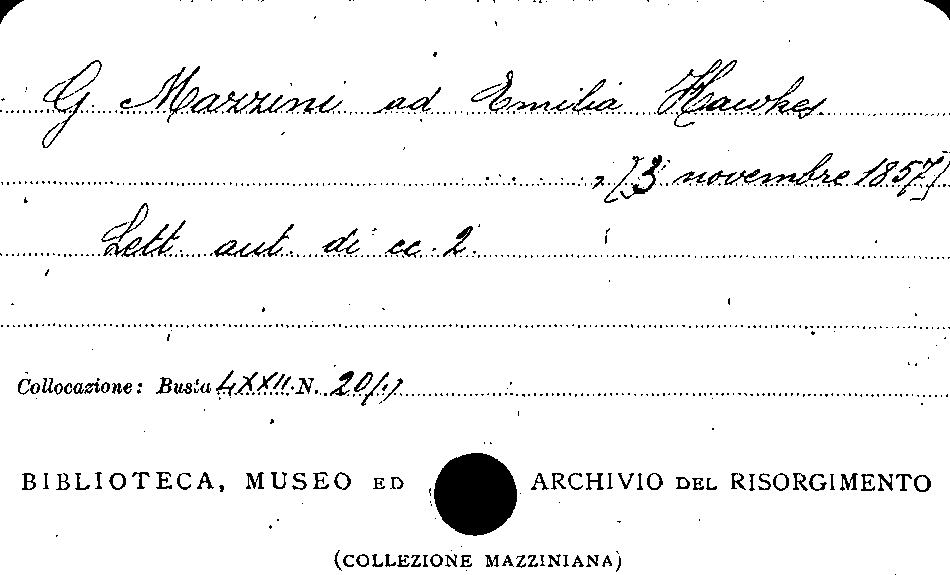 G. Mazzini ad Emilia Hawkes.
, [3 novembre 1857]
Lett. aut. di cc. 2.
Collocazione: Busta LXXII. N. 20/1
BIBLIOTECA, MUSEO ED ARCHIVIO DEL RISORGIMENTO
(COLLEZIONE MAZZINIANA)